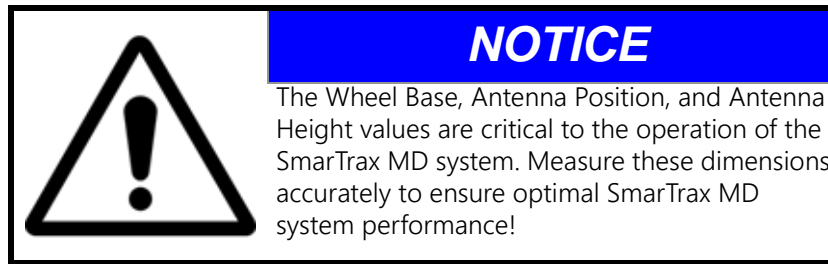 NOTICE
The Wheel Base, Antenna Position, and Antenna
Height values are critical to the operation of the
SmarTrax MD system. Measure these dimensions
accurately to ensure optimal SmarTrax MD
system performance!